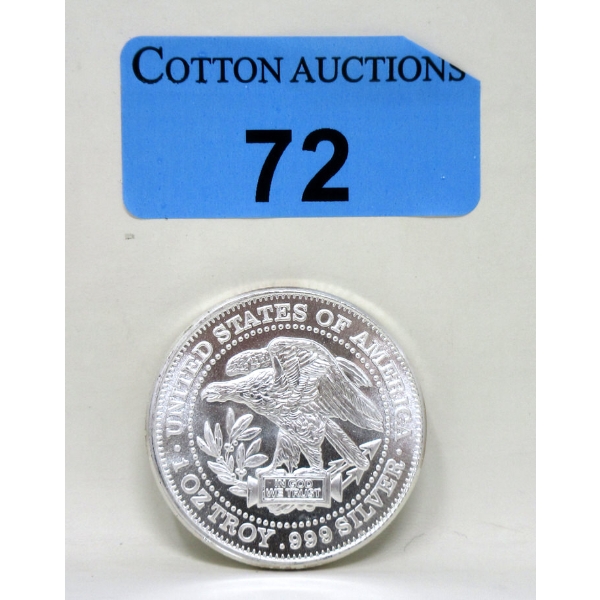 COTTON AUCTIONS
72
· UNITED STATES OF AMERICA ·
IN GOD
WE TRUST
1 OZ TROY . 999 SILVER